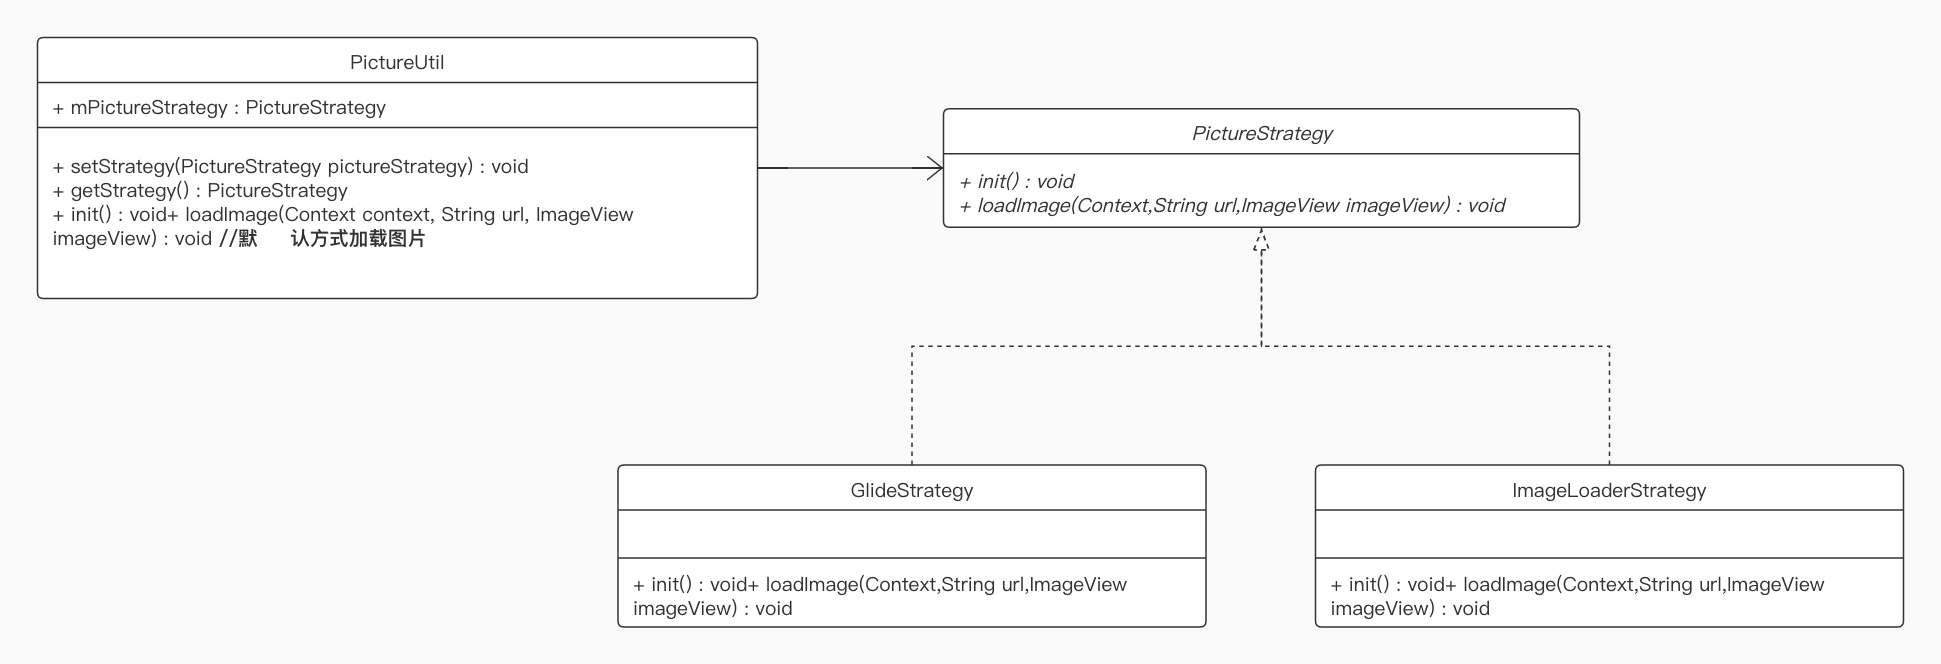 PictureUtil
+ mPictureStrategy : PictureStrategy
+ setStrategy(PictureStrategy pictureStrategy) : void
+ getStrategy() : PictureStrategy
+ init() : void+ loadImage(Context context, String url, ImageView
imageView) : void //默 认方式加载图片
PictureStrategy
+ init() : void
+ loadImage(Context,String url,ImageView imageView) : void
GlideStrategy
+ init() : void+ loadImage(Context,String url,ImageView
imageView) : void
ImageLoaderStrategy
+ init() : void+ loadImage(Context,String url,ImageView
imageView) : void